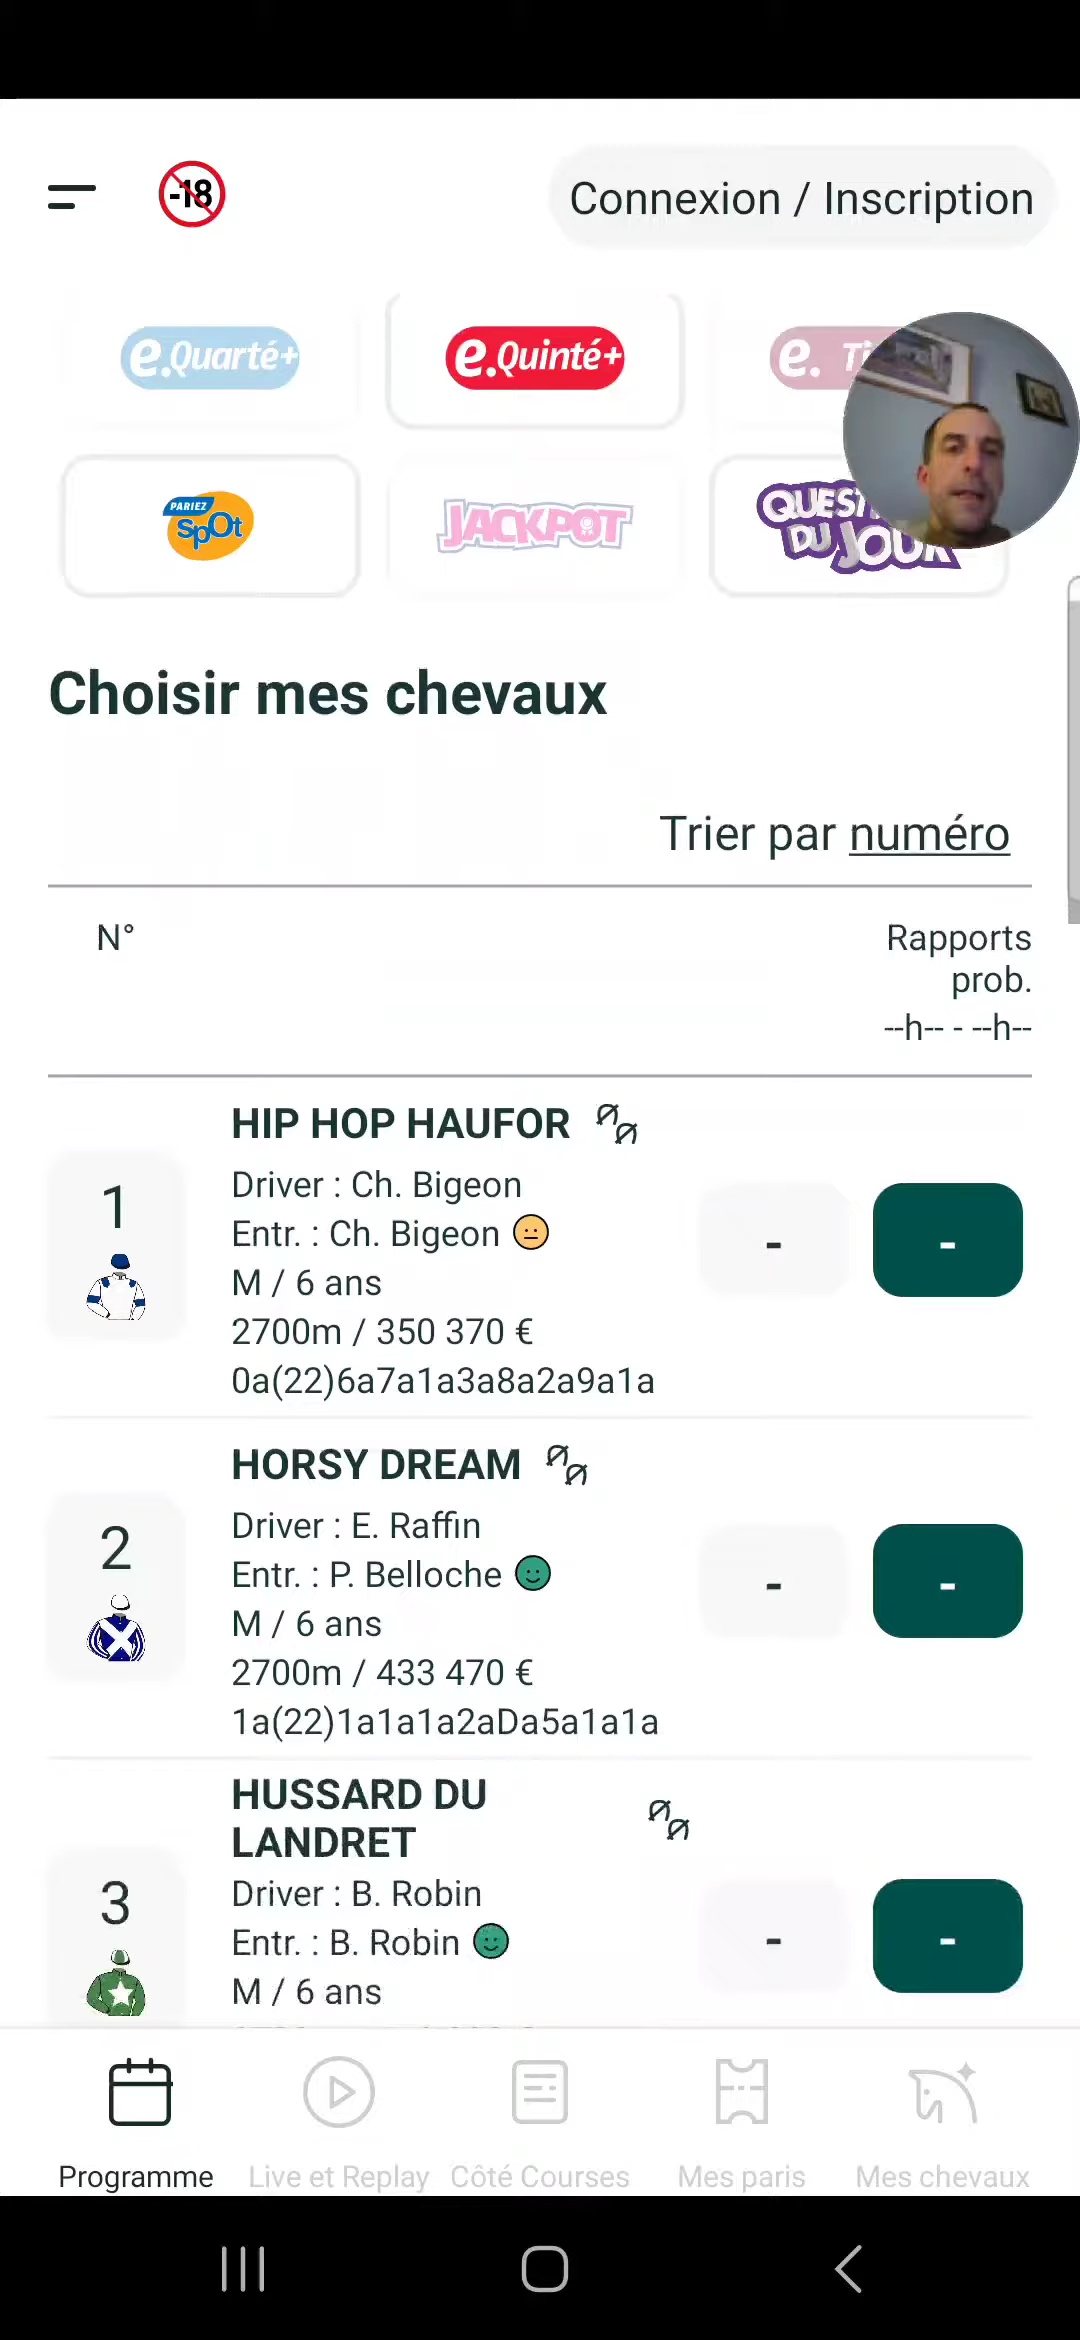 -18
Connexion / Inscription
e.Quarté+
e.Quinté+
e.
PARIEZ
spOt
JACKPOT
DU JOUR
Choisir mes chevaux
Trier par numéro
N°
Rapports
prob.
--h-- - --h--
HIP HOP HAUFOR
1
Driver : Ch. Bigeon
Entr. : Ch. Bigeon
M / 6 ans
2700m / 350 370 €
0a(22)6a7a1a3a8a2a9a1a
-
-
HORSY DREAM
2
Driver : E. Raffin
Entr. : P. Belloche
M / 6 ans
2700m / 433 470 €
1a(22)1a1a1a2aDa5a1a1a
-
-
HUSSARD DU
LANDRET
3
Driver : B. Robin
Entr. : B. Robin
M / 6 ans
-
-
Programme
Live et Replay
Côté Courses
Mes paris
Mes chevaux